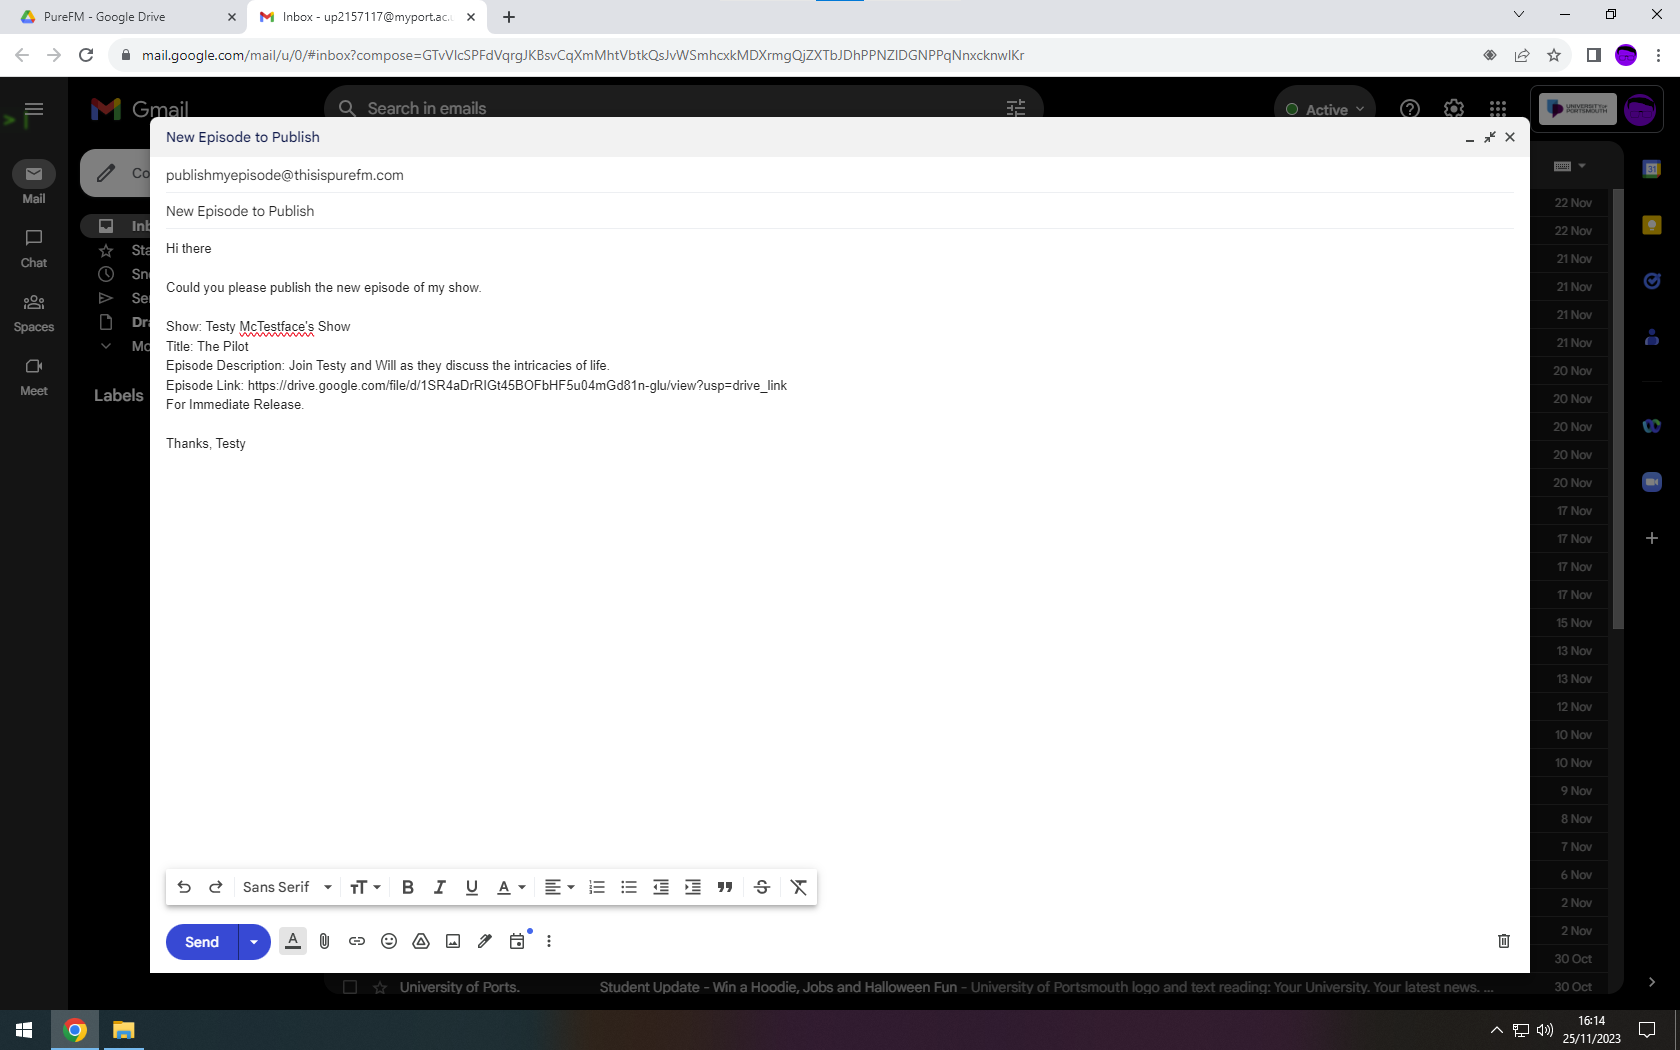 PureFM - Google Drive
Inbox - up2157117@myport.ac.u
mail.google.com/mail/u/0/#inbox?compose=GTvVlcSPFdVqrgJKBsvCqXmMhtVbtkQsJvWSmhcxkMDXrmgQjZXTbJDhPPNZlDGNPPqNnxcknwlKr
Gmail
Search in emails
Active
UNIVERSITY OF PORTSMOUTH
New Episode to Publish
publishmyepisode@thisispurefm.com
New Episode to Publish
Hi there
Could you please publish the new episode of my show.
Show: Testy McTestface's Show
Title: The Pilot
Episode Description: Join Testy and Will as they discuss the intricacies of life.
Episode Link: https://drive.google.com/file/d/1SR4aDrRIGt45BOFbHF5u04mGd81n-glu/view?usp=drive_link
For Immediate Release.
Thanks, Testy
Mail
Chat
Spaces
Meet
Co
Inb
Sta
Sno
Sen
Dra
Mo
Labels
22 Nov
22 Nov
21 Nov
21 Nov
21 Nov
21 Nov
20 Nov
20 Nov
20 Nov
20 Nov
20 Nov
17 Nov
17 Nov
17 Nov
17 Nov
15 Nov
13 Nov
13 Nov
12 Nov
10 Nov
10 Nov
9 Nov
8 Nov
7 Nov
6 Nov
2 Nov
2 Nov
30 Oct
30 Oct
31
Sans Serif
Send
University of Ports.
Student Update - Win a Hoodie, Jobs and Halloween Fun - University of Portsmouth logo and text reading: Your University. Your latest news. ...
16:14
25/11/2023